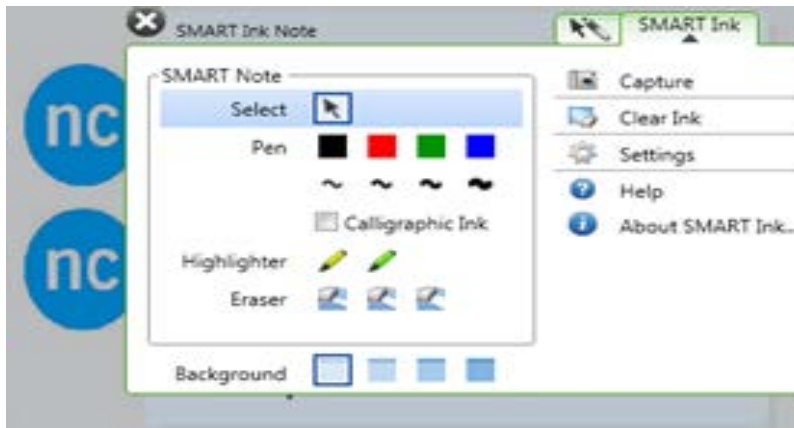 SMART Ink Note
SMART Ink
SMART Note
Select
Pen
Calligraphic Ink
Highlighter
Eraser
Background
Capture
Clear Ink
Settings
Help
About SMART Ink..
nc
nc